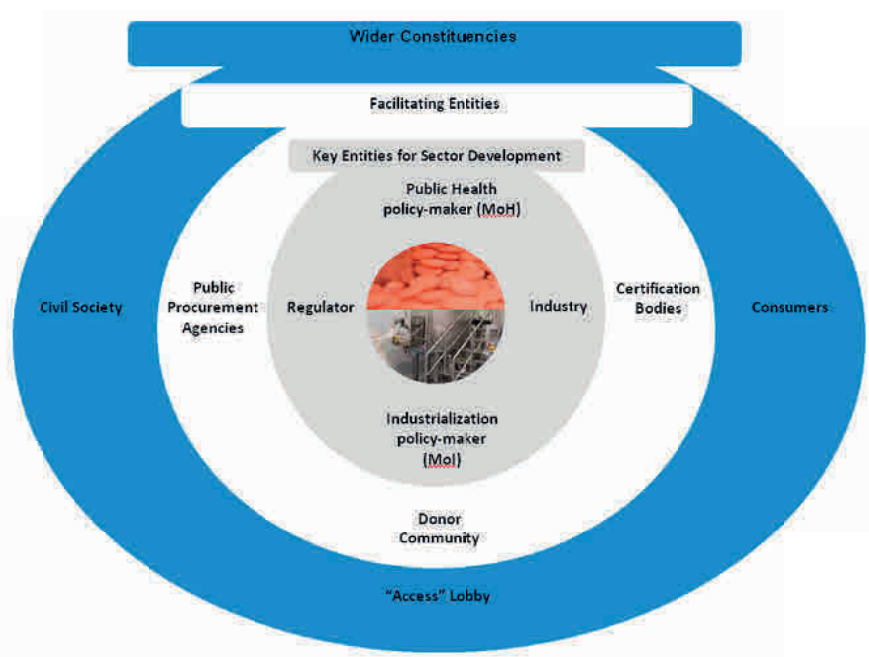 Wider Constituencies
Facilitating Entities
Key Entities for Sector Development
Public Health
policy-maker (MoH)
Civil Society
Public
Procurement
Agencies
Regulator
Industry
Certification
Bodies
Consumers
Industrialization
policy-maker
(MoI)
Donor
Community
“Access” Lobby